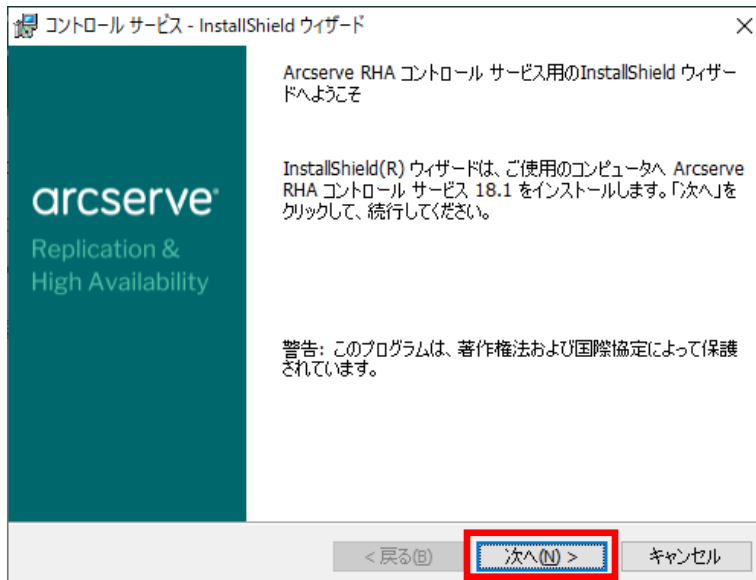 コントロール サービス - InstallShield ウィザード
arcserve®
Replication &
High Availability
Arcserve RHA コントロール サービス用のInstallShield ウィザー
ドへようこそ
InstallShield(R) ウィザードは、ご使用のコンピュータへ Arcserve
RHA コントロール サービス 18.1 をインストールします。「次へ」を
クリックして、続行してください。
警告: このプログラムは、著作権法および国際協定によって保護
されています。
< 戻る(B)
次へ(N) >
キャンセル